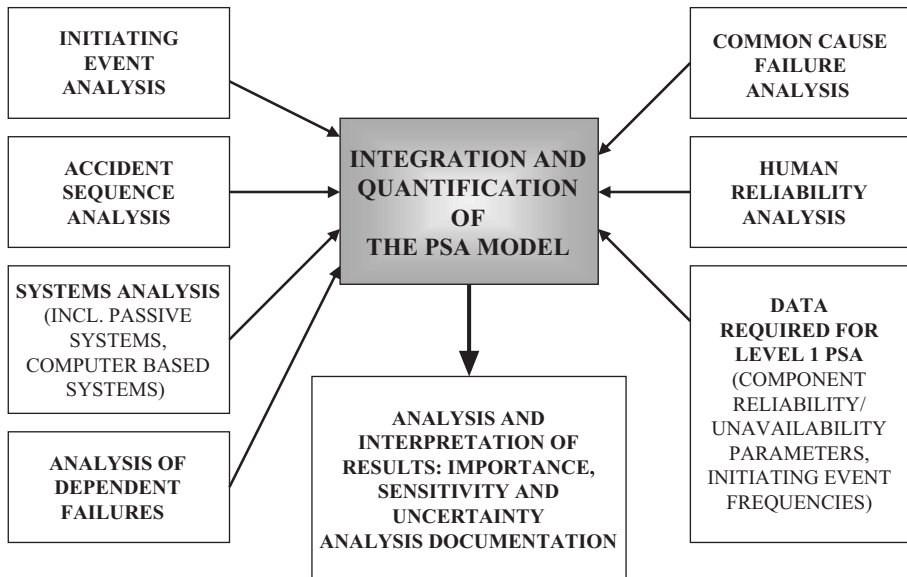 INITIATING
EVENT
ANALYSIS
ACCIDENT
SEQUENCE
ANALYSIS
SYSTEMS ANALYSIS
(INCL. PASSIVE
SYSTEMS,
COMPUTER BASED
SYSTEMS)
ANALYSIS OF
DEPENDENT
FAILURES
INTEGRATION AND
QUANTIFICATION
OF
THE PSA MODEL
ANALYSIS AND
INTERPRETATION OF
RESULTS: IMPORTANCE,
SENSITIVITY AND
UNCERTAINTY
ANALYSIS DOCUMENTATION
COMMON CAUSE
FAILURE
ANALYSIS
HUMAN
RELIABILITY
ANALYSIS
DATA
REQUIRED FOR
LEVEL 1 PSA
(COMPONENT
RELIABILITY/
UNAVAILABILITY
PARAMETERS,
INITIATING EVENT
FREQUENCIES)